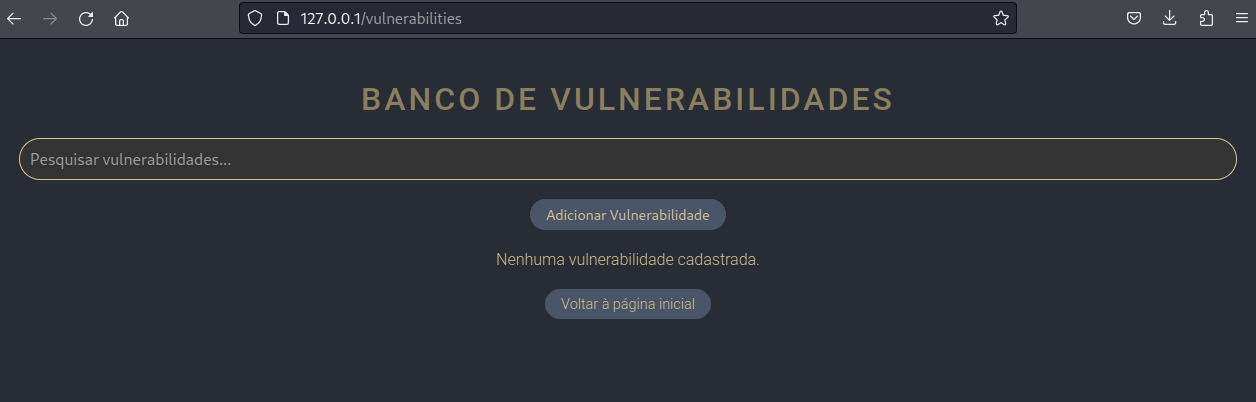 127.0.0.1/vulnerabilities
BANCO DE VULNERABILIDADES
Pesquisar vulnerabilidades...
Adicionar Vulnerabilidade
Nenhuma vulnerabilidade cadastrada.
Voltar à página inicial